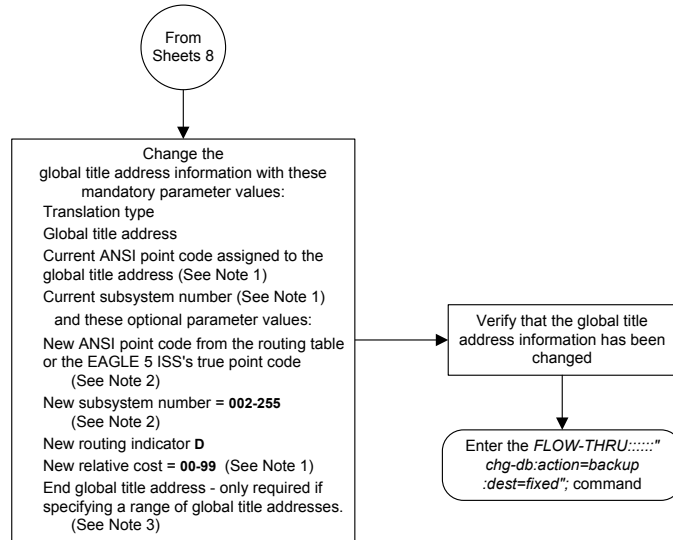 From
Sheets 8
Change the
global title address information with these
mandatory parameter values:
Translation type
Global title address
Current ANSI point code assigned to the
global title address (See Note 1)
Current subsystem number (See Note 1)
and these optional parameter values:
New ANSI point code from the routing table
or the EAGLE 5 ISS's true point code
(See Note 2)
New subsystem number = 002-255
(See Note 2)
New routing indicator D
New relative cost = 00-99 (See Note 1)
End global title address - only required if
specifying a range of global title addresses.
(See Note 3)
Verify that the global title
address information has been
changed
Enter the FLOW-THRU::::::"
chg-db:action=backup
:dest=fixed"; command